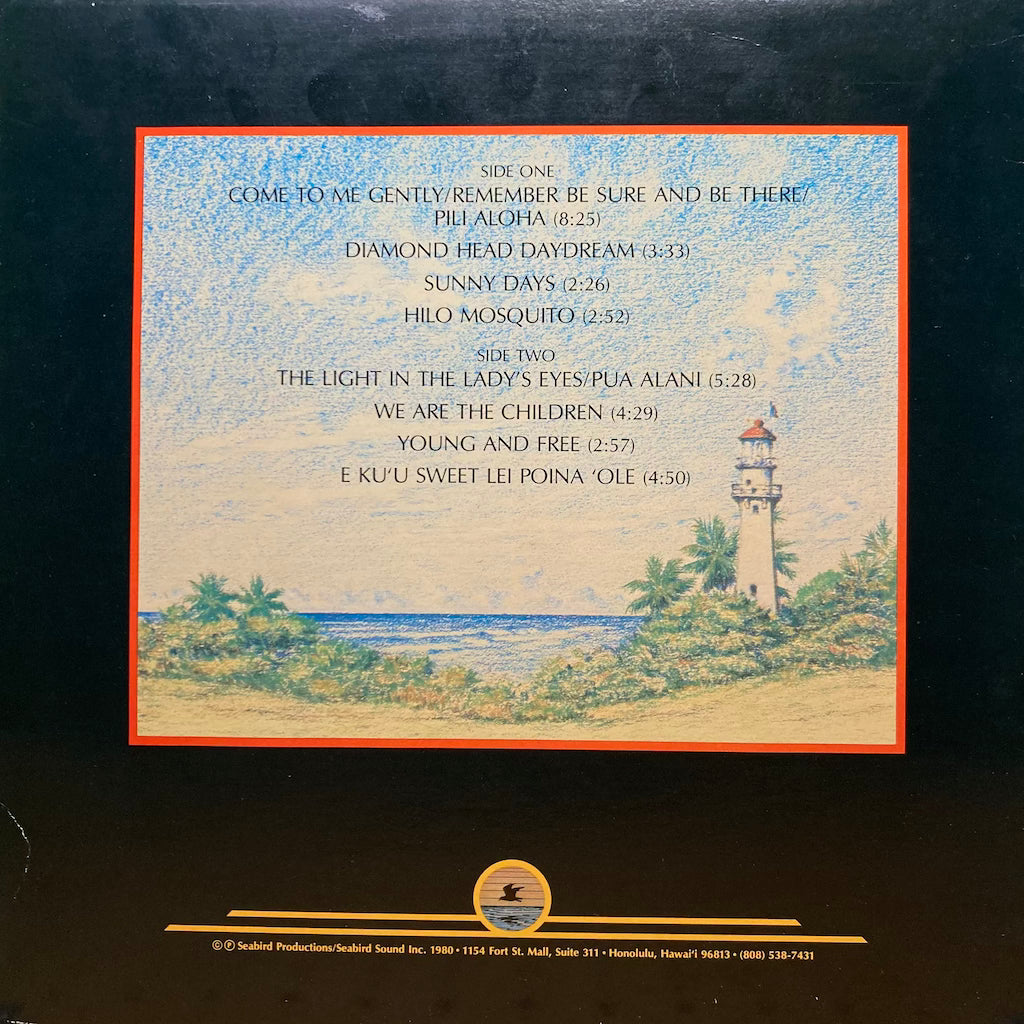 SIDE ONE
COME TO ME GENTLY/REMEMBER BE SURE AND BE THERE/
PILI ALOHA (8:25)
DIAMOND HEAD DAYDREAM (3:33)
SUNNY DAYS (2:26)
HILO MOSQUITO (2:52)
SIDE TWO
THE LIGHT IN THE LADY'S EYES/PUA ALANI (5:28)
WE ARE THE CHILDREN (4:29)
YOUNG AND FREE (2:57)
E KU‘U SWEET LEI POINA ‘OLE (4:50)
©℗ Seabird Productions/Seabird Sound Inc. 1980 • 1154 Fort St. Mall, Suite 311 • Honolulu, Hawai‘i 96813 • (808) 538-7431